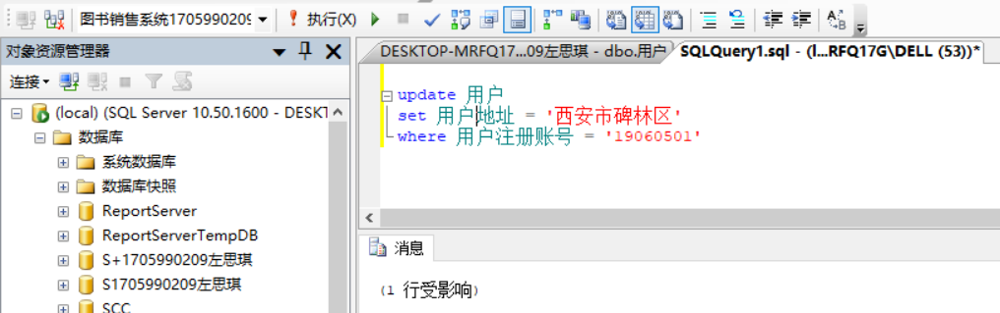 图书销售系统1705990209
执行(X)
对象资源管理器
连接
(local) (SQL Server 10.50.1600 - DESKT
数据库
系统数据库
数据库快照
ReportServer
ReportServerTempDB
S+1705990209左思琪
S1705990209左思琪
SCC
DESKTOP-MRFQ17...09左思琪 - dbo.用户
SQLQuery1.sql - (l...RFQ17G\DELL (53))*
update 用户
set 用户地址 = '西安市碑林区'
where 用户注册账号 = '19060501'
消息
(1 行受影响)